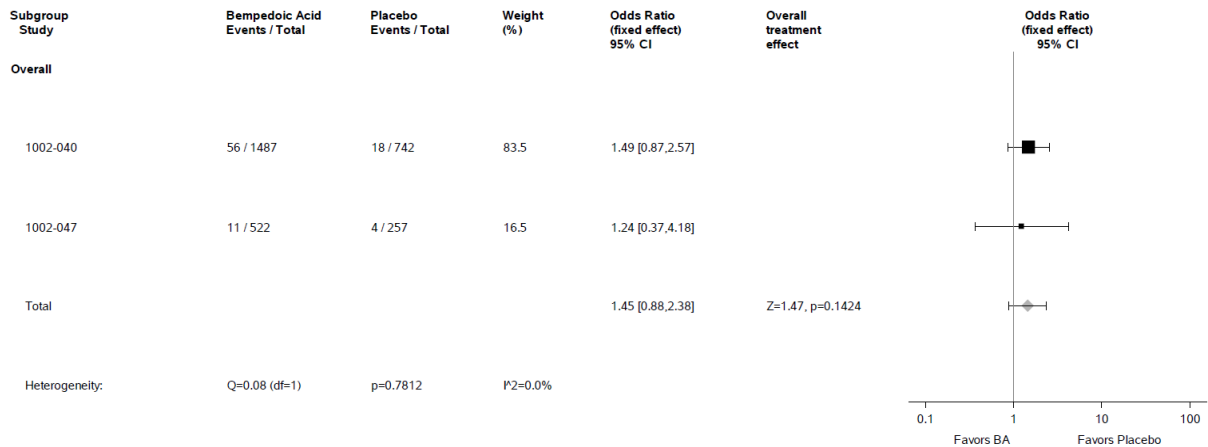 Subgroup Bempedoic Acid Placebo Weight Odds Ratio Overall Odds Ratio
Study Events / Total Events / Total (%) (fixed effect) treatment (fixed effect)
95% CI effect 95% CI
Overall
1002-040 56 / 1487 18 / 742 83.5 1.49 [0.87,2.57]
1002-047 11 / 522 4 / 257 16.5 1.24 [0.37,4.18]
Total 1.45 [0.88,2.38] Z=1.47, p=0.1424
Heterogeneity: Q=0.08 (df=1) p=0.7812 I^2=0.0%
0.1 1 10 100
Favors BA Favors Placebo